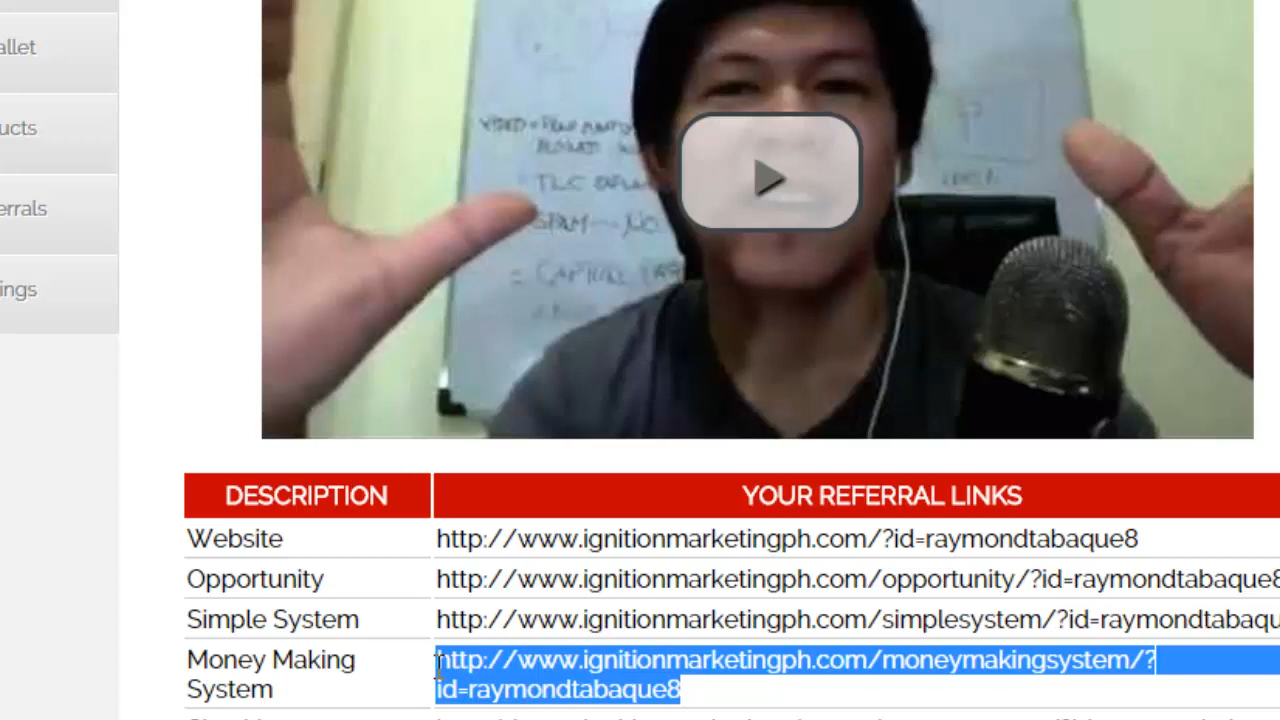 allet
ucts
errals
ings
DESCRIPTION YOUR REFERRAL LINKS
Website http://www.ignitionmarketingph.com/?id=raymondtabaque8
Opportunity http://www.ignitionmarketingph.com/opportunity/?id=raymondtabaque8
Simple System http://www.ignitionmarketingph.com/simplesystem/?id=raymondtabaqu
Money Making http://www.ignitionmarketingph.com/moneymakingsystem/?
System id=raymondtabaque8